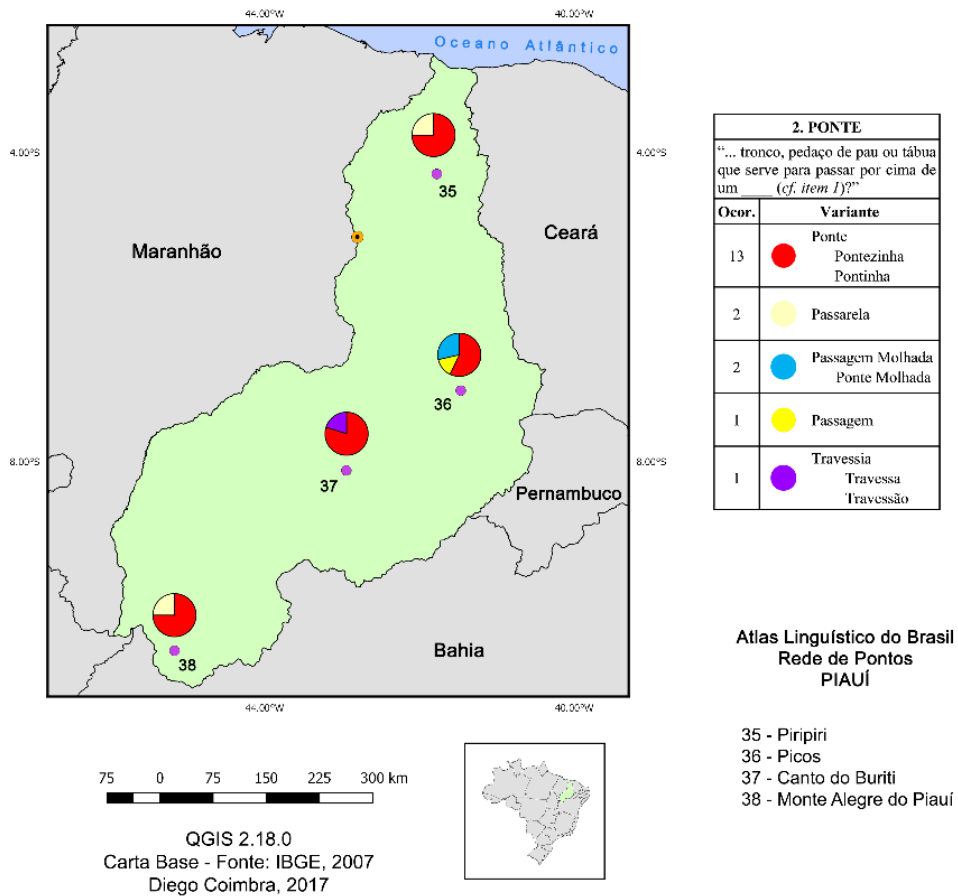 44.00°W
40.00°W
Oceano Atlântico
4.00°S
4.00°S
35
Maranhão
Ceará
36
8.00°S
8.00°S
37
Pernambuco
Bahia
38
44.00°W
40.00°W
2. PONTE
“... tronco, pedaço de pau ou tábua
que serve para passar por cima de
um ____ (cf. item 1)?”
Ocor. Variante
13 Ponte
Pontezinha
Pontinha
2 Passarela
2 Passagem Molhada
Ponte Molhada
1 Passagem
1 Travessia
Travessa
Travessão
Atlas Linguístico do Brasil
Rede de Pontos
PIAUÍ
35 - Piripiri
36 - Picos
37 - Canto do Buriti
38 - Monte Alegre do Piauí
75 0 75 150 225 300 km
QGIS 2.18.0
Carta Base - Fonte: IBGE, 2007
Diego Coimbra, 2017